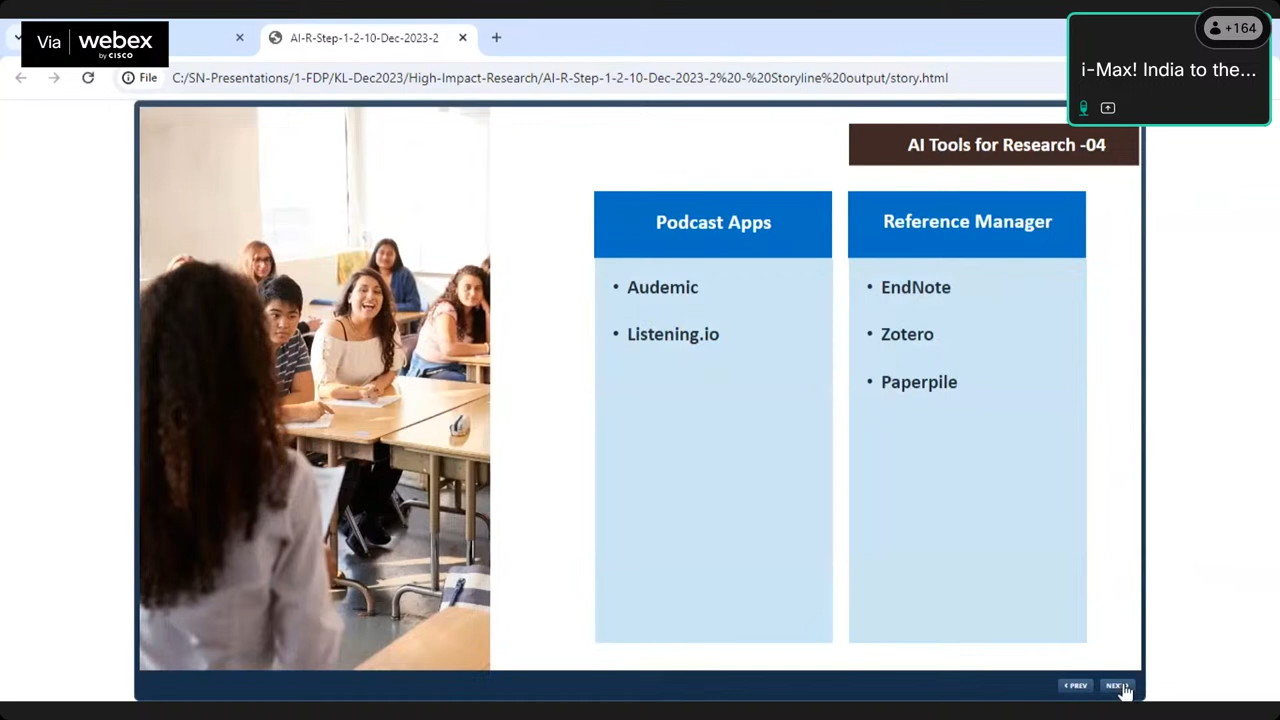 Via webex
by CISCO
AI-R-Step-1-2-10-Dec-2023-2
+164
i-Max! India to the...
File C:/SN-Presentations/1-FDP/KL-Dec2023/High-Impact-Research/AI-R-Step-1-2-10-Dec-2023-2%20-%20Storyline%20output/story.html
AI Tools for Research -04
Podcast Apps
• Audemic
• Listening.io
Reference Manager
• EndNote
• Zotero
• Paperpile
PREV
NEXT